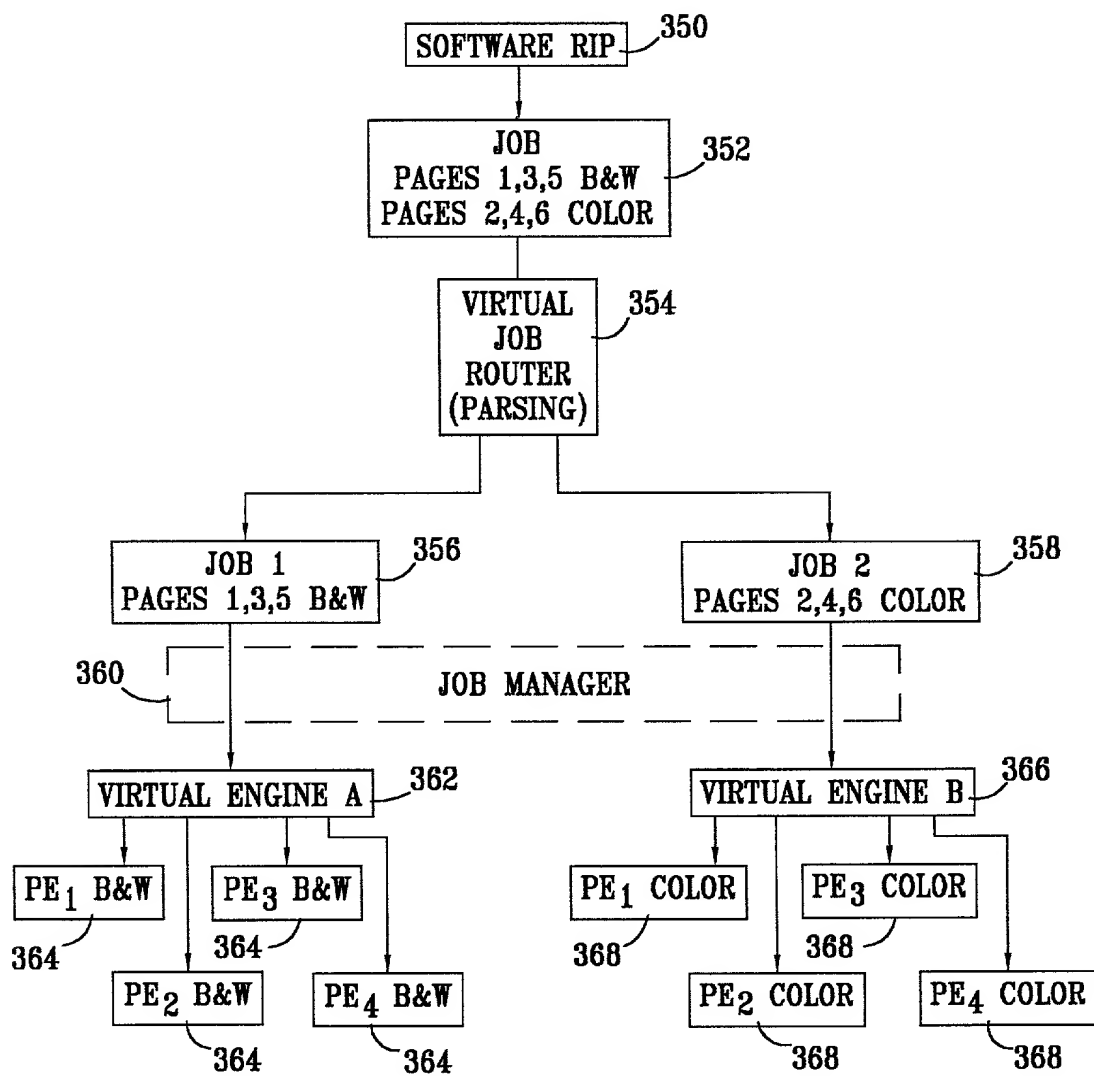 SOFTWARE RIP
350
JOB
PAGES 1,3,5 B&W
PAGES 2,4,6 COLOR
352
VIRTUAL
JOB
ROUTER
(PARSING)
354
JOB 1
PAGES 1,3,5 B&W
356
JOB 2
PAGES 2,4,6 COLOR
358
360
JOB MANAGER
VIRTUAL ENGINE A
362
VIRTUAL ENGINE B
366
PE1 B&W
364
PE3 B&W
364
PE1 COLOR
368
PE3 COLOR
368
PE2 B&W
364
PE4 B&W
364
PE2 COLOR
368
PE4 COLOR
368